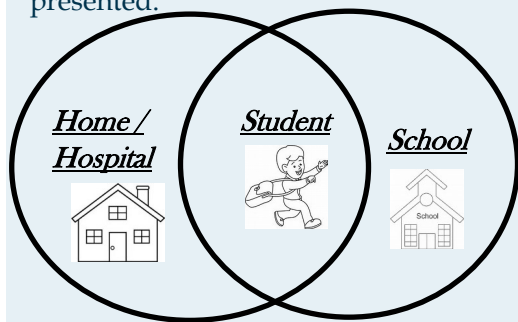 presented.
Home /
Hospital
Student
School
School